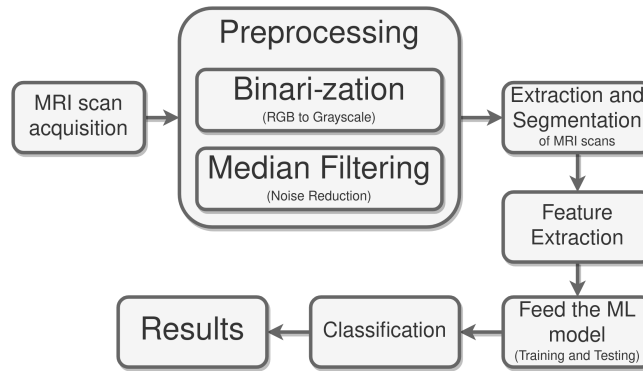 Preprocessing
MRI scan
acquisition
Binari-zation
(RGB to Grayscale)
Median Filtering
(Noise Reduction)
Extraction and
Segmentation
of MRI scans
Feature
Extraction
Feed the ML
model
(Training and Testing)
Classification
Results